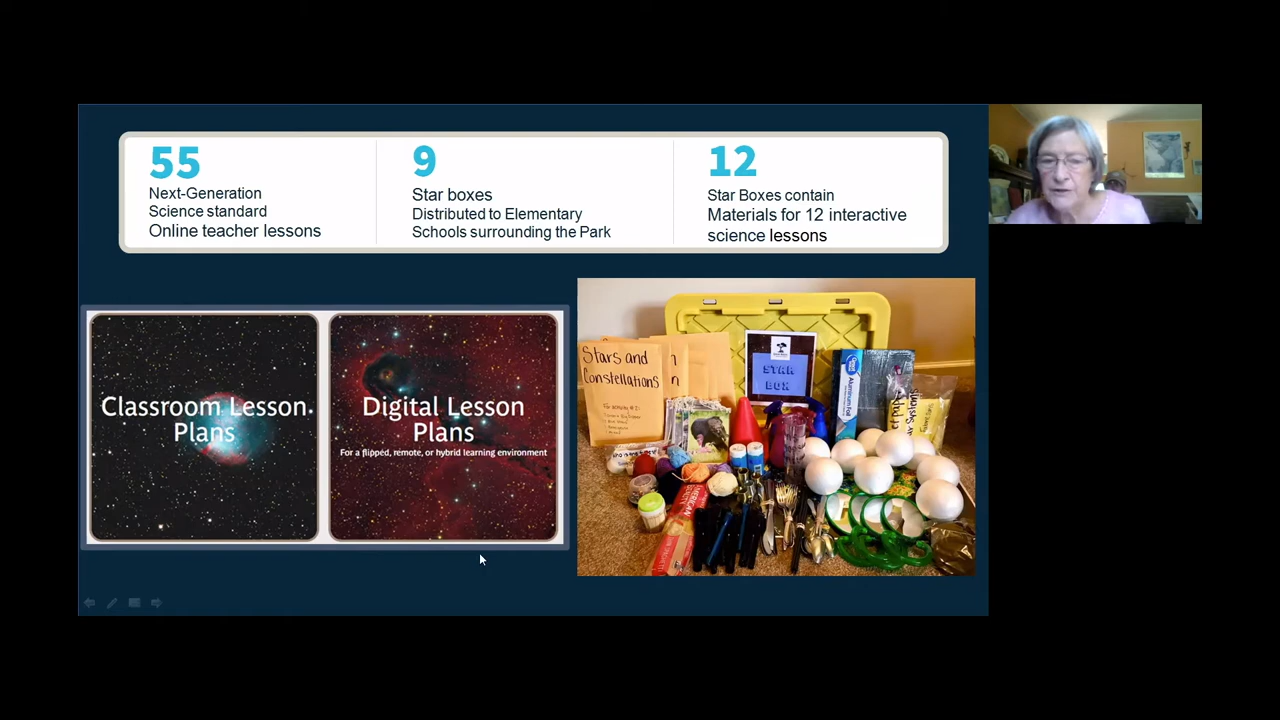 55
Next-Generation
Science standard
Online teacher lessons
9
Star boxes
Distributed to Elementary
Schools surrounding the Park
12
Star Boxes contain
Materials for 12 interactive
science lessons
Classroom Lesson
Plans
Digital Lesson
Plans
For a flipped, remote, or hybrid learning environment
Stars and
Constellations
STAR
BOX
Aluminum Foil